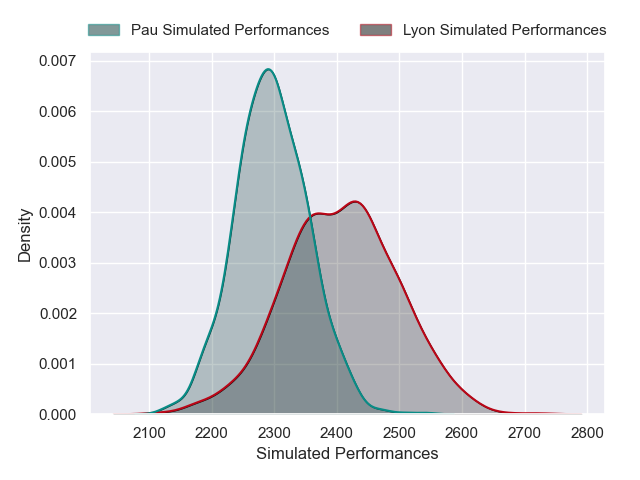 Pau Simulated Performances Lyon Simulated Performances
0.007
0.006
0.005
0.004
0.003
0.002
0.001
0.000
Density
2100 2200 2300 2400 2500 2600 2700 2800
Simulated Performances